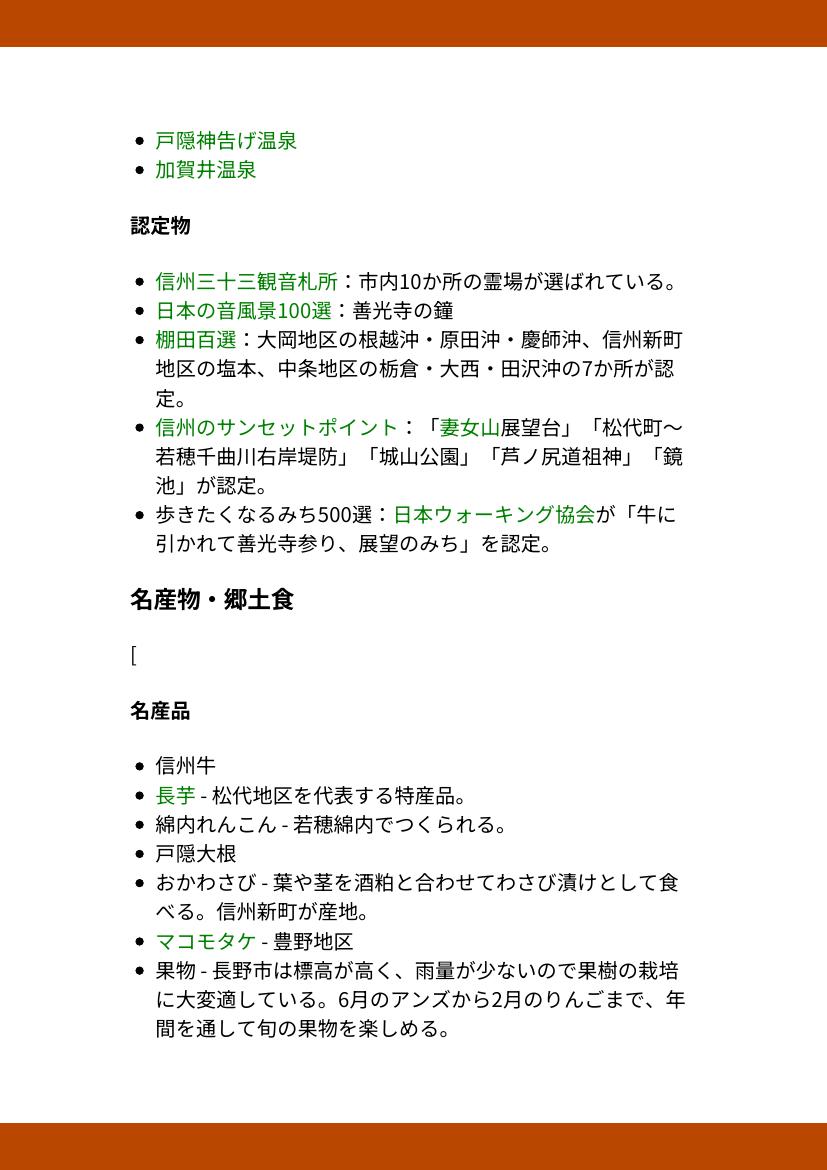 戸隠神告げ温泉
加賀井温泉
認定物
信州三十三観音札所：市内10か所の霊場が選ばれている。
日本の音風景100選：善光寺の鐘
棚田百選：大岡地区の根越沖・原田沖・慶師沖、信州新町
地区の塩本、中条地区の栃倉・大西・田沢沖の7か所が認
定。
信州のサンセットポイント：「妻女山展望台」「松代町〜
若穂千曲川右岸堤防」「城山公園」「芦ノ尻道祖神」「鏡
池」が認定。
歩きたくなるみち500選：日本ウォーキング協会が「牛に
引かれて善光寺参り、展望のみち」を認定。
名産物・郷土食
[
名産品
信州牛
長芋 - 松代地区を代表する特産品。
綿内れんこん - 若穂綿内でつくられる。
戸隠大根
おかわさび - 葉や茎を酒粕と合わせてわさび漬けとして食
べる。信州新町が産地。
マコモタケ - 豊野地区
果物 - 長野市は標高が高く、雨量が少ないので果樹の栽培
に大変適している。6月のアンズから2月のりんごまで、年
間を通して旬の果物を楽しめる。